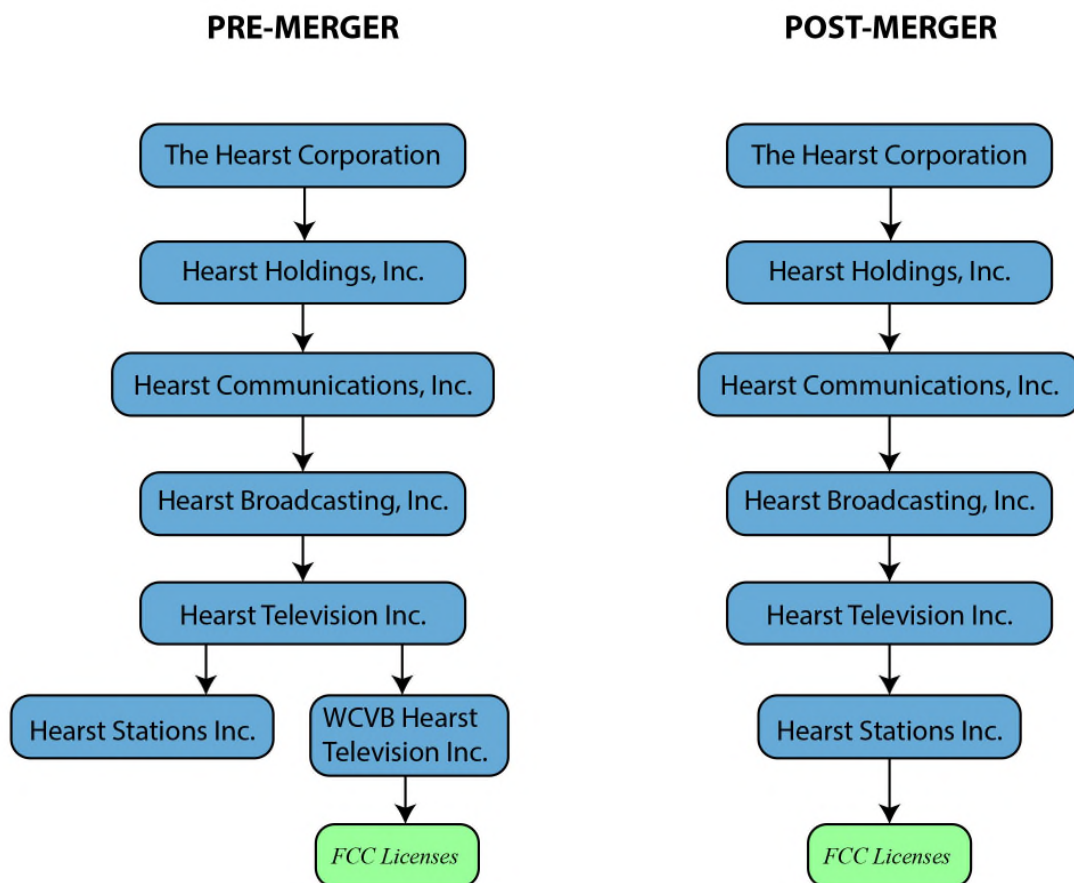 PRE-MERGER
The Hearst Corporation
Hearst Holdings, Inc.
Hearst Communications, Inc.
Hearst Broadcasting, Inc.
Hearst Television Inc.
Hearst Stations Inc.
WCVB Hearst
Television Inc.
FCC Licenses
POST-MERGER
The Hearst Corporation
Hearst Holdings, Inc.
Hearst Communications, Inc.
Hearst Broadcasting, Inc.
Hearst Television Inc.
Hearst Stations Inc.
FCC Licenses